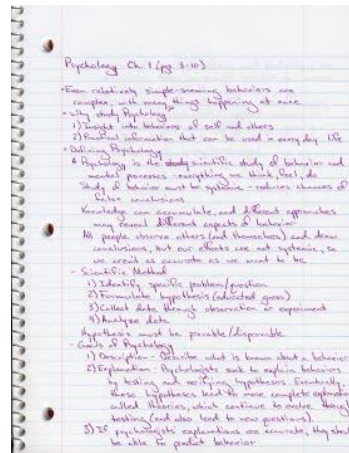 Psychology Ch. 1 (pg 3-10)
• Even relatively simple-seeming behaviors are
complex, with many things happening at once
• Why study Psychology
1) Insight into behaviors of self and others
2) Practical information that can be used in every day life
• Defining Psychology
Psychology is the study scientific study of behavior and
mental processes - everything we think, feel, do
Study of behavior must be systemic - reduces chances of
false conclusions
Knowledge can accumulate, and different approaches
may reveal different aspects of behavior
All people observe others (and themselves) and draw
conclusions, but our efforts are not systemic, so
we aren't as accurate as we want to be
- Scientific Method
1) Identify specific problem/question
2) Formulate hypothesis (educated guess)
3) Collect data through observation or experiment
4) Analyze data
Hypothesis must be provable/disprovable
- Goals of Psychology
1) Description - Describe what is known about a behavior
2) Explanation - Psychologists seek to explain behaviors
by testing and revising hypotheses. Eventually,
these hypotheses lead to more complete explanations
called theories, which continue to evolve through
testing (and also lead to new questions).
3) If psychologists explanations are accurate, they should
be able to predict behavior